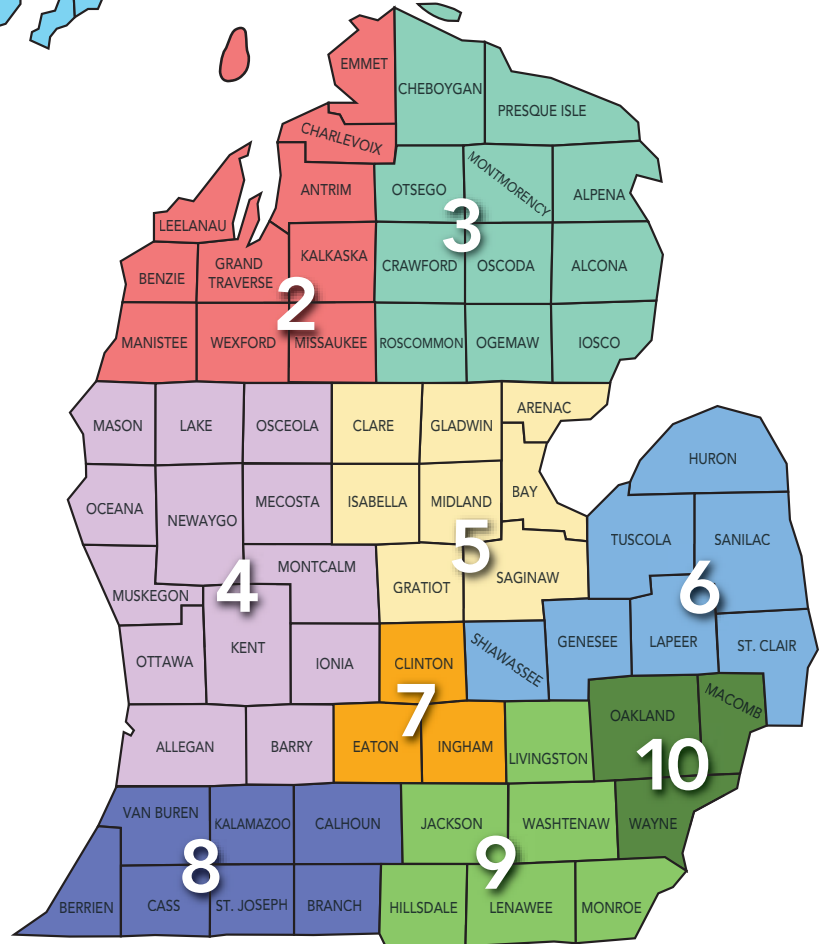 EMMET
CHEBOYGAN
PRESQUE ISLE
CHARLEVOIX
ANTRIM
OTSEGO
MONTMORENCY
ALPENA
LEELANAU
3
BENZIE
GRAND
TRAVERSE
KALKASKA
CRAWFORD
OSCODA
ALCONA
2
MANISTEE
WEXFORD
MISSAUKEE
ROSCOMMON
OGEMAW
IOSCO
MASON
LAKE
OSCEOLA
CLARE
GLADWIN
ARENAC
HURON
OCEANA
NEWAYGO
MECOSTA
ISABELLA
MIDLAND
BAY
TUSCOLA
SANILAC
5
MUSKEGON
4
MONTCALM
GRATIOT
SAGINAW
6
OTTAWA
KENT
IONIA
CLINTON
SHIAWASSEE
GENESEE
LAPEER
ST. CLAIR
7
ALLEGAN
BARRY
EATON
INGHAM
LIVINGSTON
OAKLAND
MACOMB
10
VAN BUREN
KALAMAZOO
CALHOUN
JACKSON
WASHTENAW
WAYNE
8
9
BERRIEN
CASS
ST. JOSEPH
BRANCH
HILLSDALE
LENAWEE
MONROE